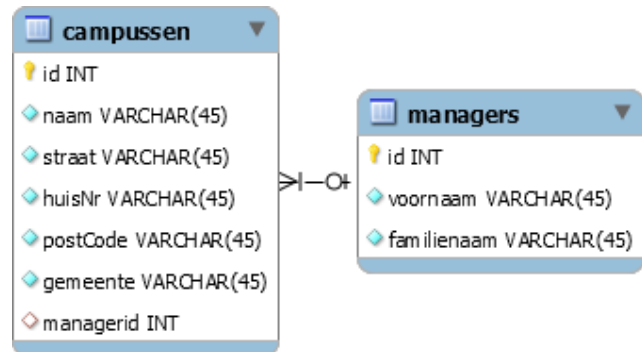 campussen
id INT
naam VARCHAR(45)
straat VARCHAR(45)
huisNr VARCHAR(45)
postCode VARCHAR(45)
gemeente VARCHAR(45)
managerid INT
managers
id INT
voornaam VARCHAR(45)
familienaam VARCHAR(45)